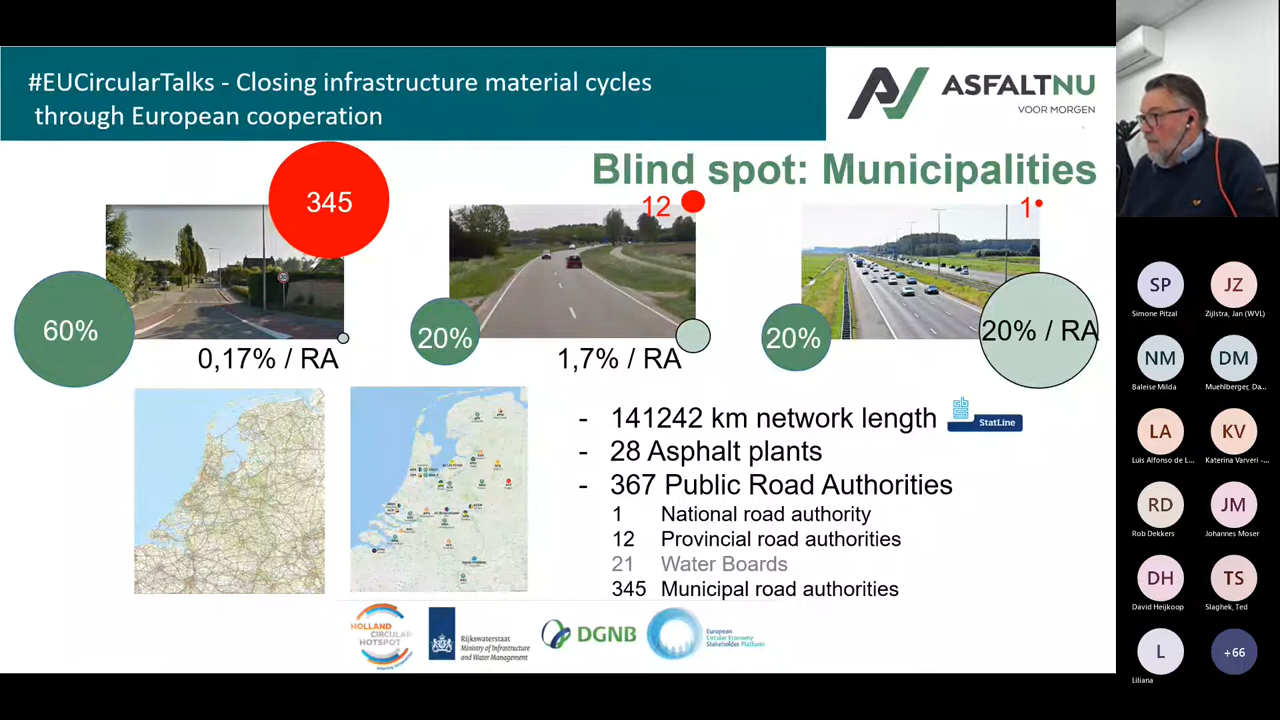 #EUCircularTalks - Closing infrastructure material cycles
through European cooperation
ASFALTNU
VOOR MORGEN
Blind spot: Municipalities
345
12
1
60%
20%
20%
20% / RA
0,17% / RA
1,7% / RA
- 141242 km network length
StatLine
- 28 Asphalt plants
- 367 Public Road Authorities
1 National road authority
12 Provincial road authorities
21 Water Boards
345 Municipal road authorities
HOLLAND
CIRCULAR
HOTSPOT
Rijkswaterstaat
Ministry of Infrastructure
and Water Management
DGNB
European
Circular Economy
Stakeholder Platform
SP
Simone Pitzal
JZ
Zijlstra, Jan (WVL)
NM
Baleise Milda
DM
Muehlberger, Da...
LA
Luis Alfonso de L...
KV
Katerina Varveri -...
RD
Rob Dekkers
JM
Johannes Moser
DH
David Heijkoop
TS
Slaghek, Ted
L
Liliana
+66